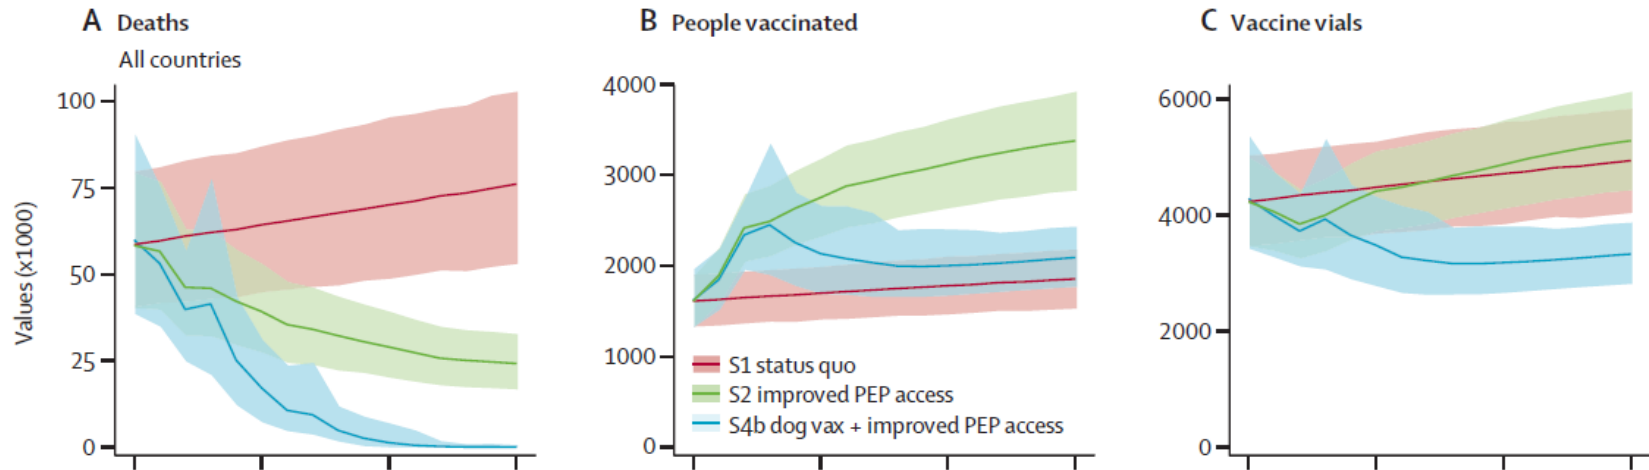 A Deaths
All countries
Values (x1000)
100
75
50
25
0
B People vaccinated
4000
3000
2000
1000
0
S1 status quo
S2 improved PEP access
S4b dog vax + improved PEP access
C Vaccine vials
6000
4000
2000
0